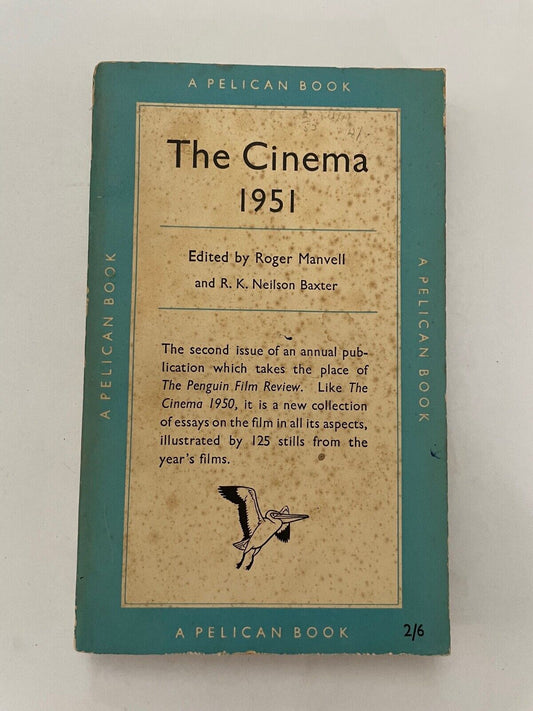 A PELICAN BOOK
The Cinema
1951
Edited by Roger Manvell
and R. K. Neilson Baxter
The second issue of an annual pub-
lication which takes the place of
The Penguin Film Review. Like The
Cinema 1950, it is a new collection
of essays on the film in all its aspects,
illustrated by 125 stills from the
year's films.
A PELICAN BOOK
A PELICAN BOOK
A PELICAN BOOK
2/6